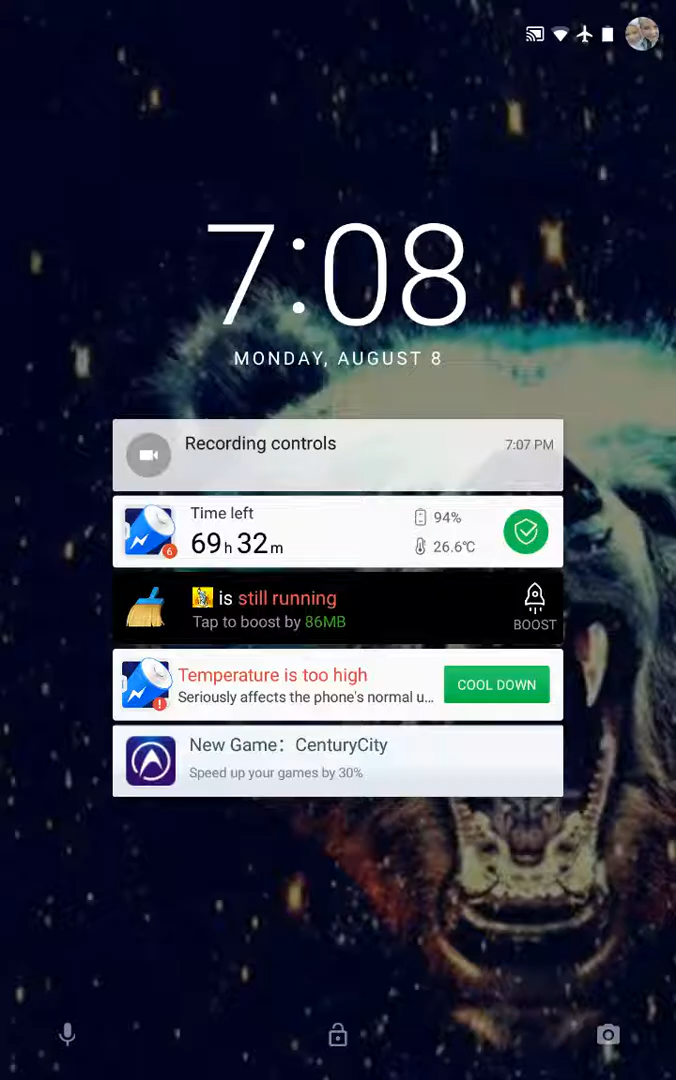 7:08
MONDAY, AUGUST 8
Recording controls
7:07 PM
Time left
94%
69h 32m
26.6℃
6
is still running
Tap to boost by 86MB
BOOST
Temperature is too high
Seriously affects the phone's normal u...
COOL DOWN
New Game：CenturyCity
Speed up your games by 30%